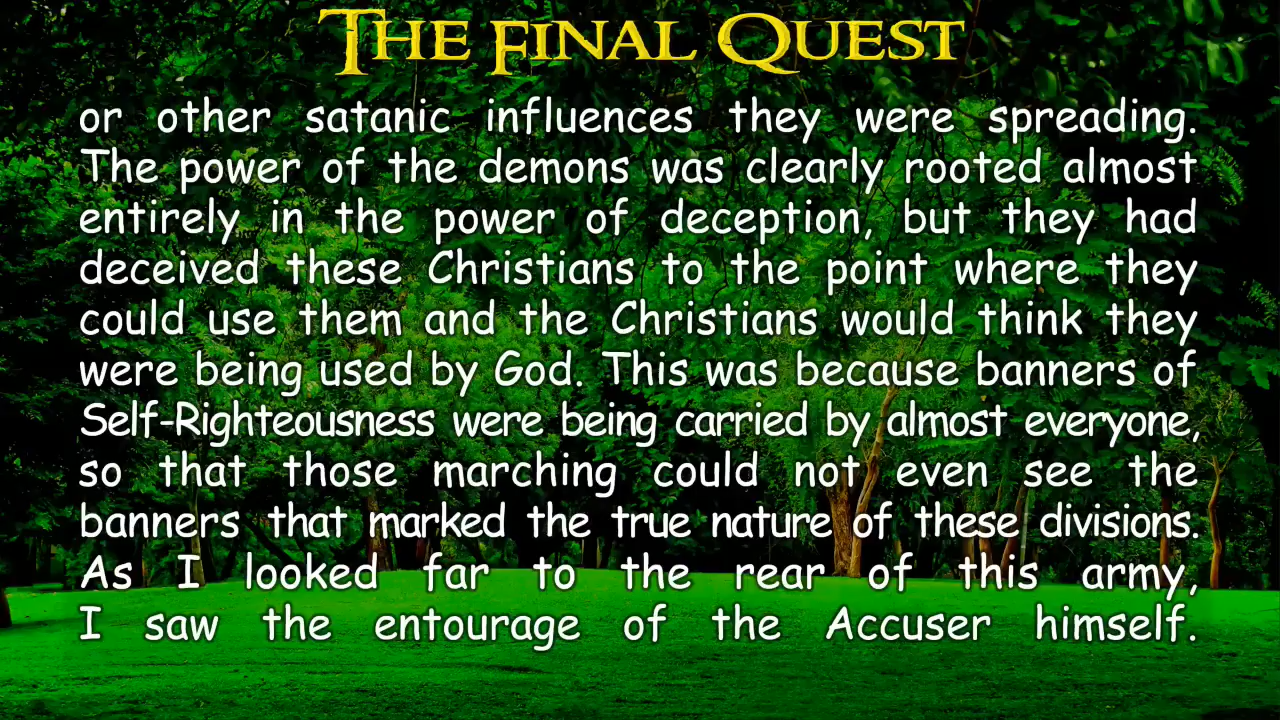 The Final Quest
or other satanic influences they were spreading.
The power of the demons was clearly rooted almost
entirely in the power of deception, but they had
deceived these Christians to the point where they
could use them and the Christians would think they
were being used by God. This was because banners of
Self-Righteousness were being carried by almost everyone,
so that those marching could not even see the
banners that marked the true nature of these divisions.
As I looked far to the rear of this army,
I saw the entourage of the Accuser himself.